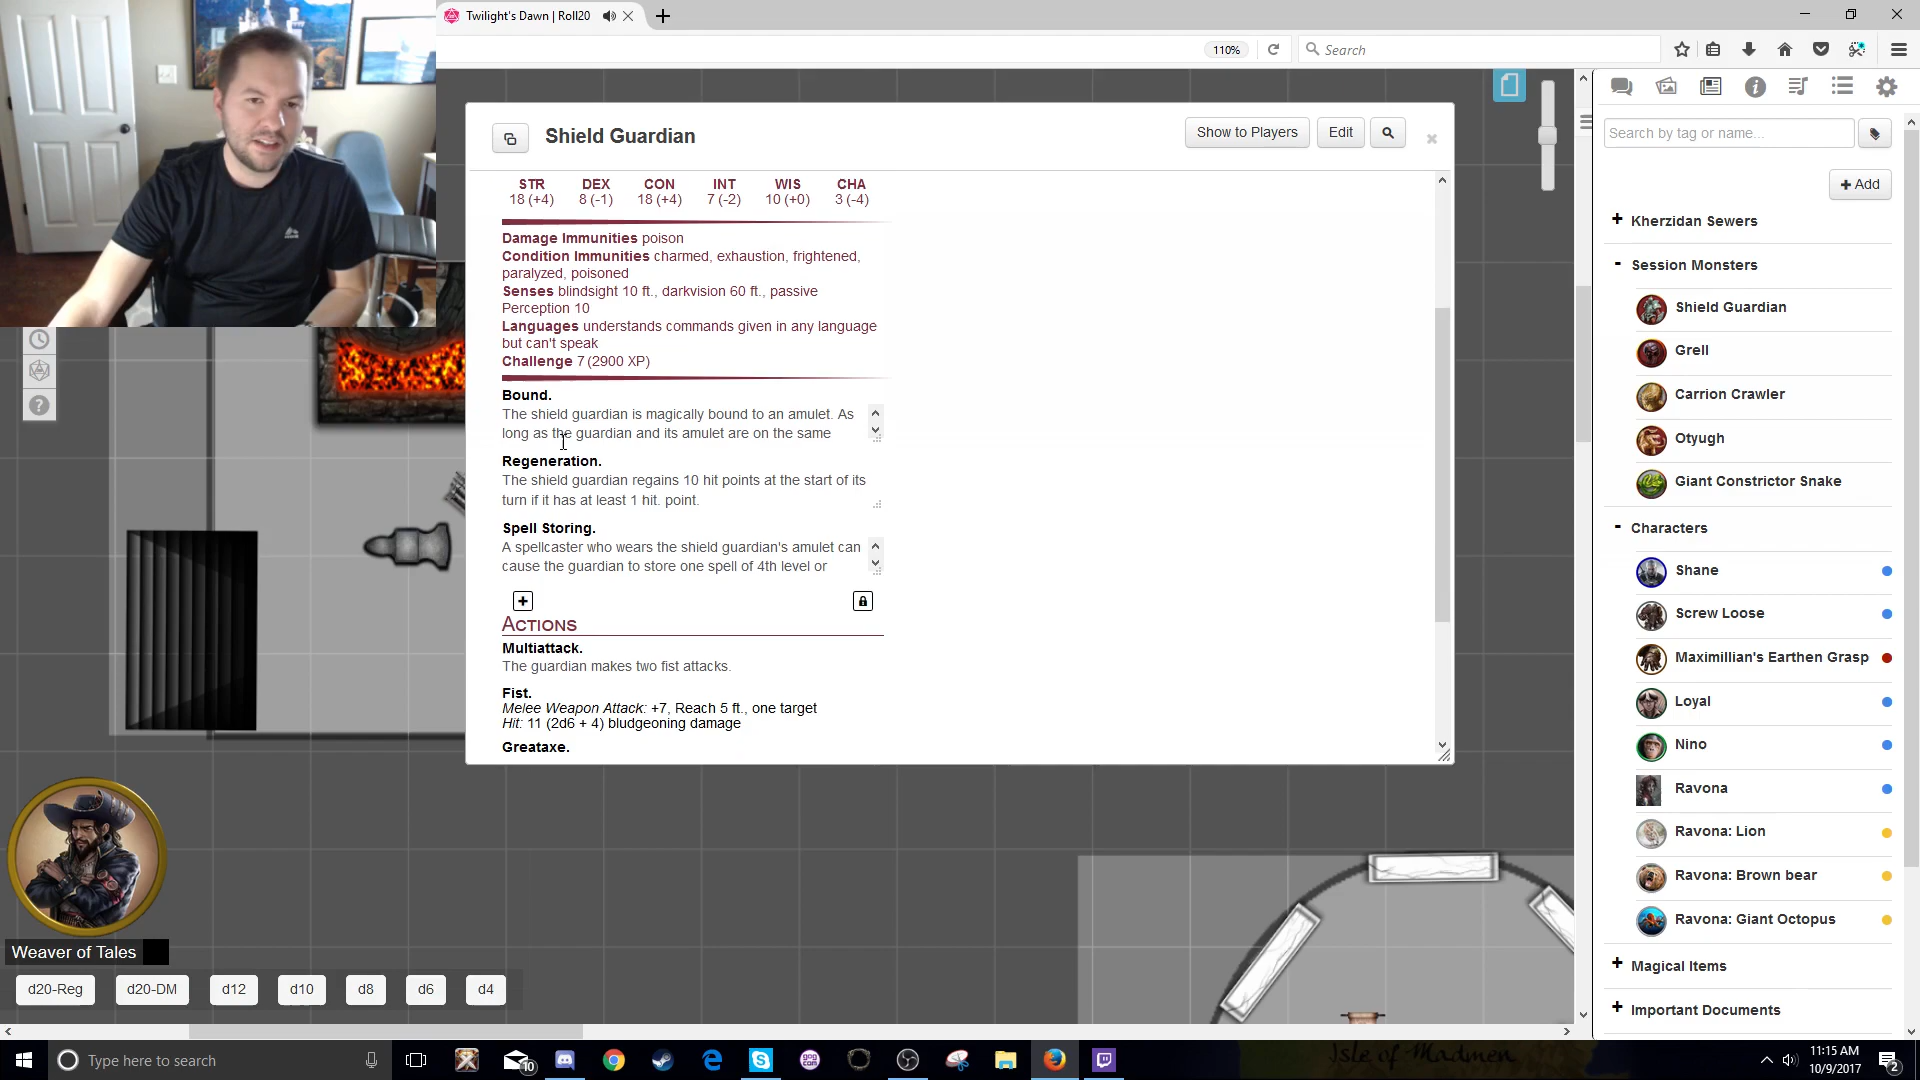 Twilight's Dawn | Roll20
110%
Search
Shield Guardian
Show to Players
Edit
STR DEX CON INT WIS CHA
18 (+4) 8 (-1) 18 (+4) 7 (-2) 10 (+0) 3 (-4)
Damage Immunities poison
Condition Immunities charmed, exhaustion, frightened,
paralyzed, poisoned
Senses blindsight 10 ft., darkvision 60 ft., passive
Perception 10
Languages understands commands given in any language
but can't speak
Challenge 7 (2900 XP)
Bound.
The shield guardian is magically bound to an amulet. As
long as the guardian and its amulet are on the same
Regeneration.
The shield guardian regains 10 hit points at the start of its
turn if it has at least 1 hit. point.
Spell Storing.
A spellcaster who wears the shield guardian's amulet can
cause the guardian to store one spell of 4th level or
Actions
Multiattack.
The guardian makes two fist attacks.
Fist.
Melee Weapon Attack: +7, Reach 5 ft., one target
Hit: 11 (2d6 + 4) bludgeoning damage
Greataxe.
Search by tag or name...
+ Add
+ Kherzidan Sewers
- Session Monsters
Shield Guardian
Grell
Carrion Crawler
Otyugh
Giant Constrictor Snake
- Characters
Shane
Screw Loose
Maximillian's Earthen Grasp
Loyal
Nino
Ravona
Ravona: Lion
Ravona: Brown bear
Ravona: Giant Octopus
+ Magical Items
+ Important Documents
Weaver of Tales
d20-Reg
d20-DM
d12
d10
d8
d6
d4
Type here to search
10
gog
com
Isle of Madmen
11:15 AM
10/9/2017
2